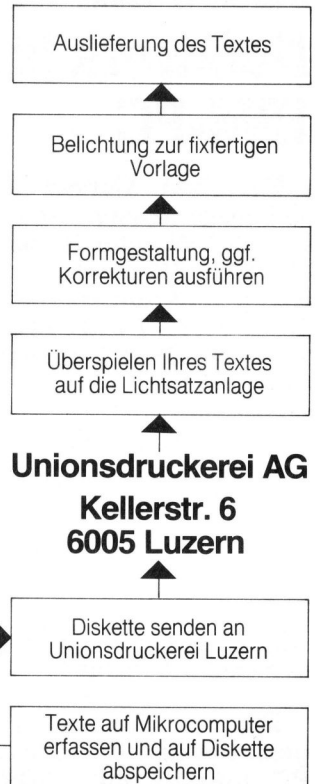 Auslieferung des Textes
Belichtung zur fixfertigen
Vorlage
Formgestaltung, ggf.
Korrekturen ausführen
Überspielen Ihres Textes
auf die Lichtsatzanlage
Unionsdruckerei AG
Kellerstr. 6
6005 Luzern
Diskette senden an
Unionsdruckerei Luzern
Texte auf Mikrocomputer
erfassen und auf Diskette
abspeichern